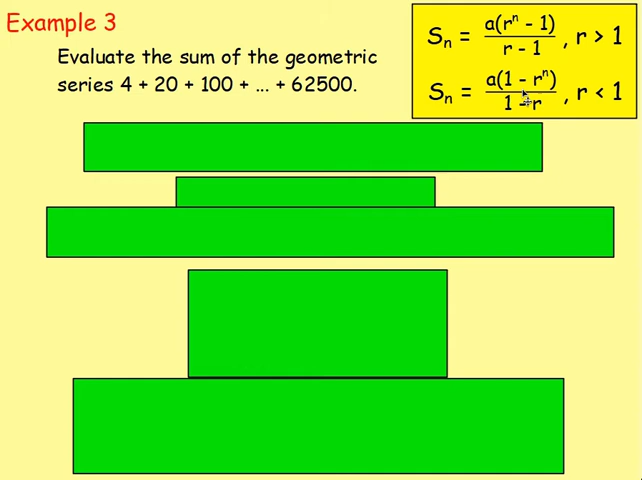 Example 3
Evaluate the sum of the geometric
series 4 + 20 + 100 + ... + 62500.
Sₙ = a(rⁿ - 1) / r - 1 , r > 1
Sₙ = a(1 - rⁿ) / 1 - r , r < 1